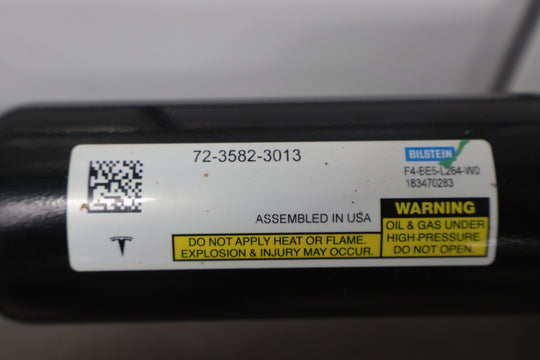 72-3582-3013
BILSTEIN
F4-BE5-L264-W0
183470283
ASSEMBLED IN USA
WARNING
OIL & GAS UNDER
HIGH PRESSURE.
DO NOT OPEN.
DO NOT APPLY HEAT OR FLAME.
EXPLOSION & INJURY MAY OCCUR.